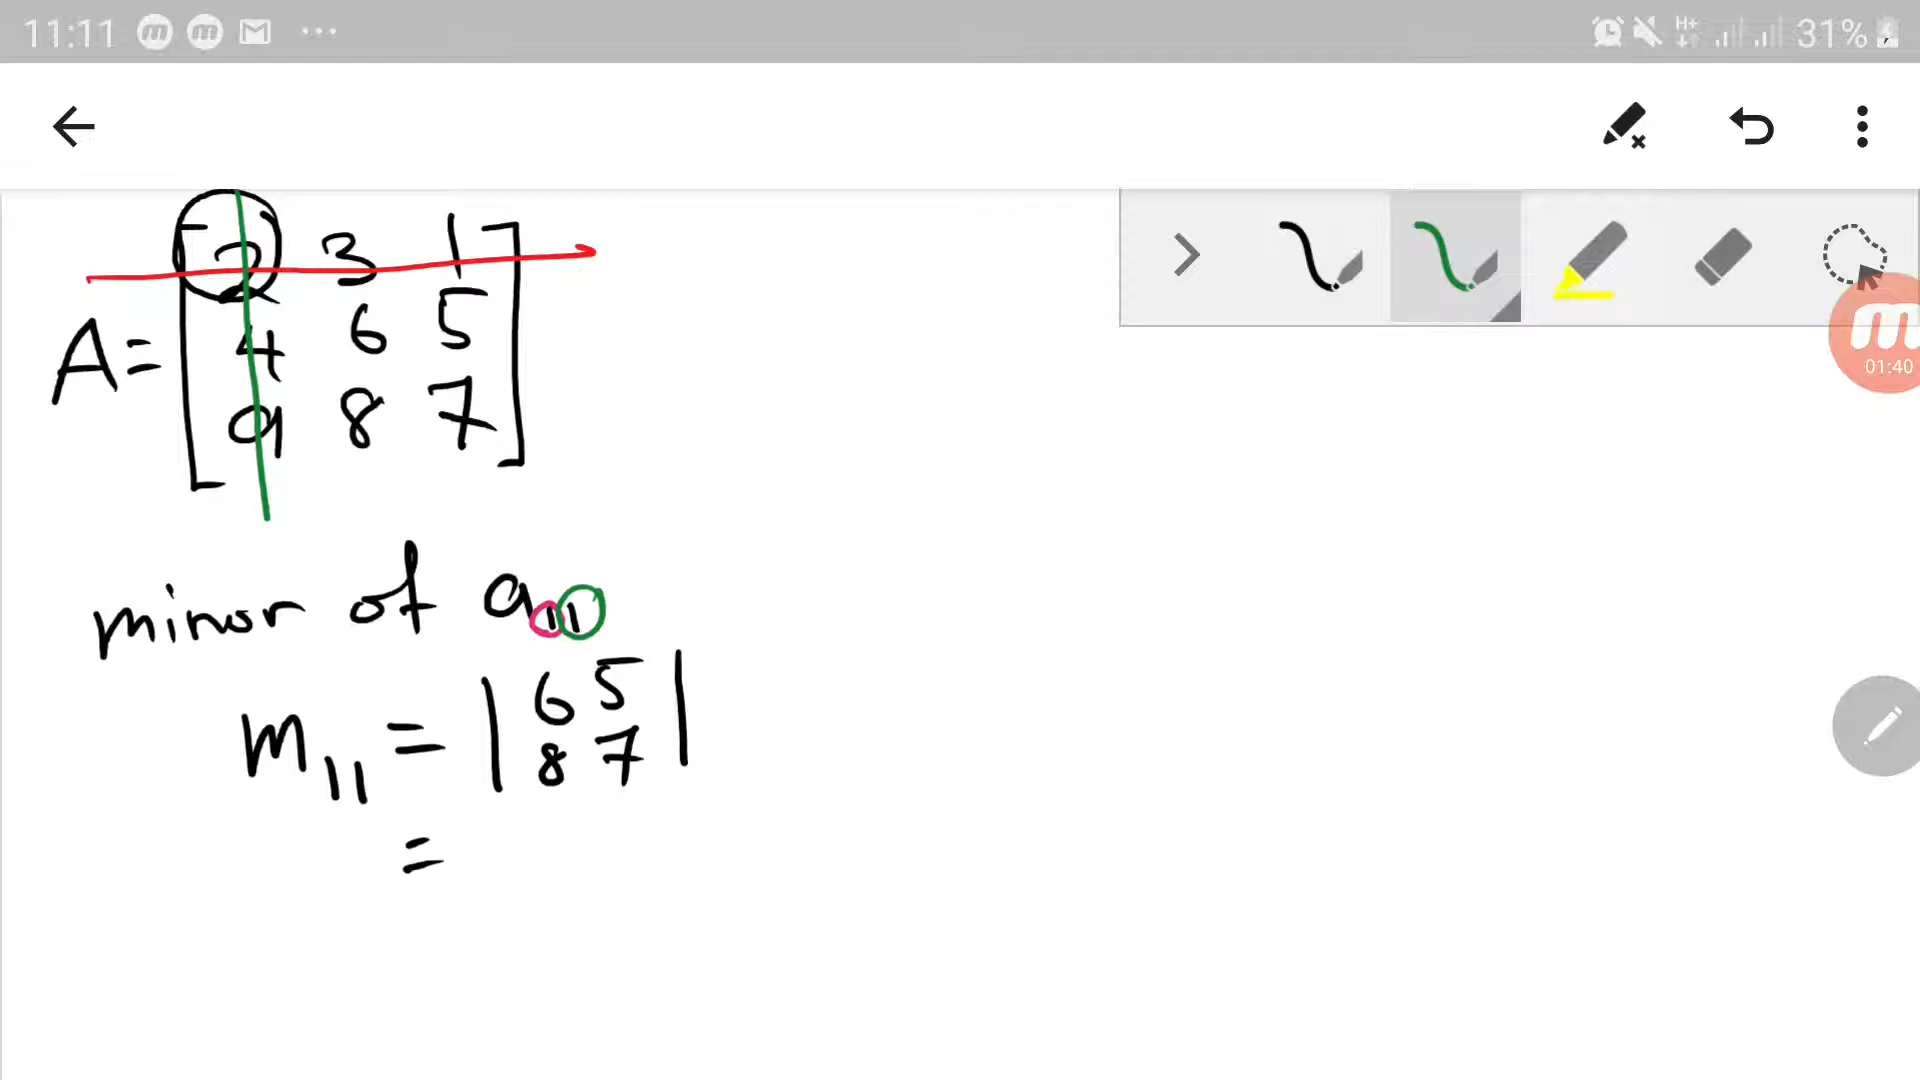 11:11 m m M ... H+ 31%
2 3 1
A = 4 6 5
9 8 7
m
01:40
minor of a11
m11 = | 6 5 |
8 7
=